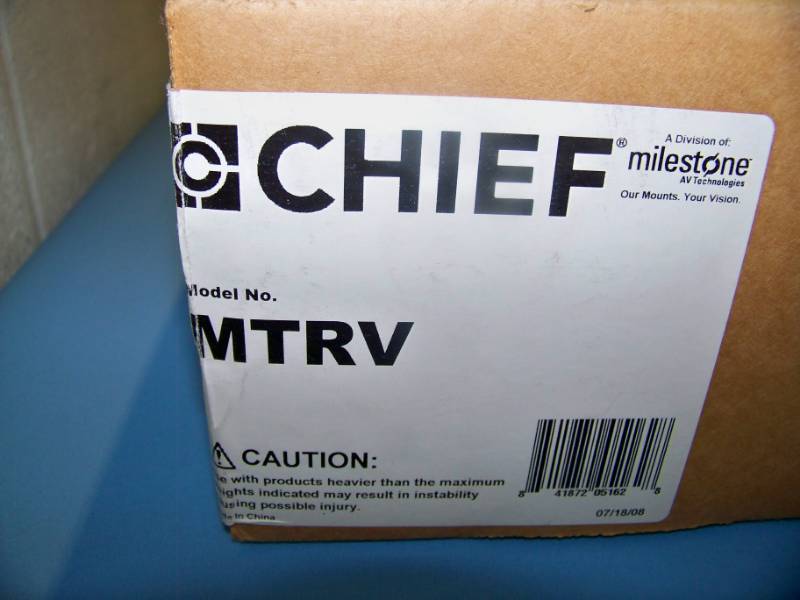 CHIEF®
A Division of:
milestone
AV Technologies
Our Mounts. Your Vision.
Model No.
MTRV
CAUTION:
with products heavier than the maximum
indicated may result in instability
possible injury.
In China
8 41872 05162 8
07/18/08